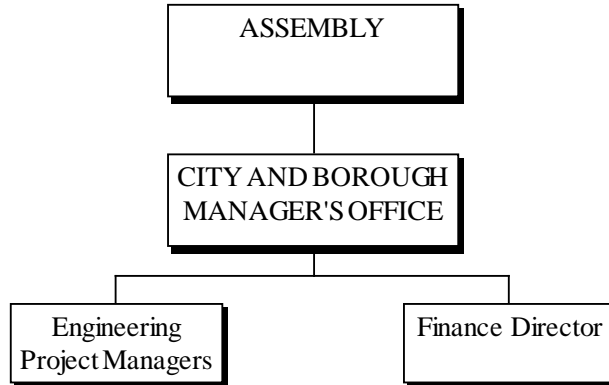 ASSEMBLY
CITY AND BOROUGH
MANAGER'S OFFICE
Engineering
Project Managers
Finance Director